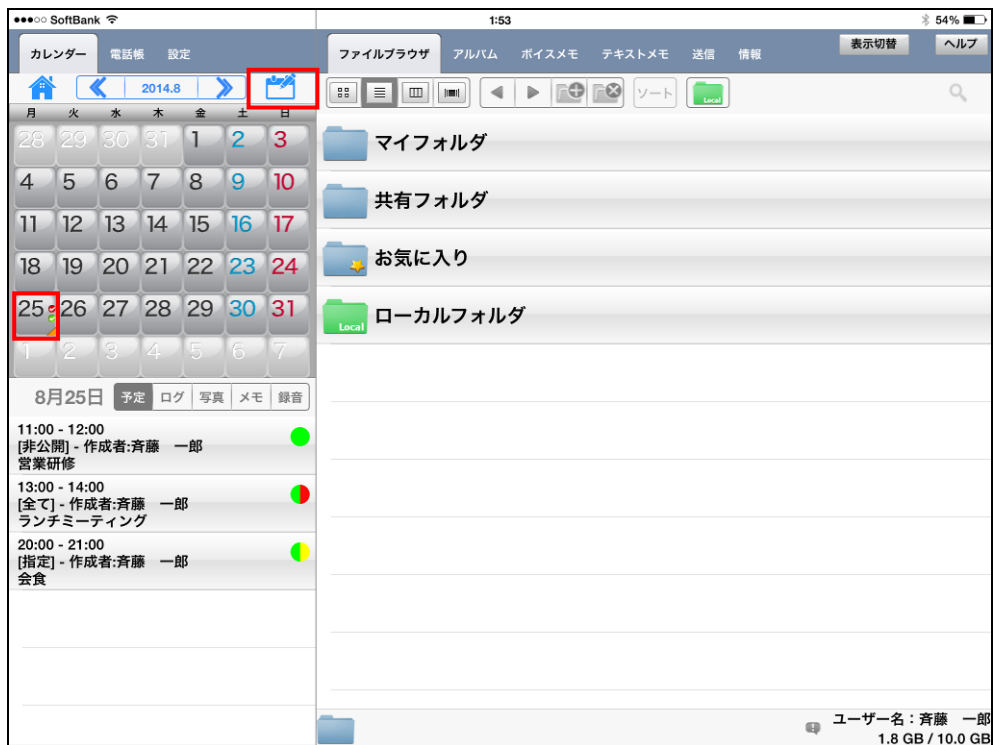 SoftBank
1:53
54%
カレンダー 電話帳 設定
ファイルブラウザ アルバム ボイスメモ テキストメモ 送信 情報
表示切替 ヘルプ
2014.8
ソート Local
月 火 水 木 金 土 日
28 29 30 31 1 2 3
4 5 6 7 8 9 10
11 12 13 14 15 16 17
18 19 20 21 22 23 24
25 26 27 28 29 30 31
1 2 3 4 5 6 7
マイフォルダ
共有フォルダ
お気に入り
Local ローカルフォルダ
8月25日 予定 ログ 写真 メモ 録音
11:00 - 12:00
[非公開] - 作成者:斉藤　一郎
営業研修
13:00 - 14:00
[全て] - 作成者:斉藤　一郎
ランチミーティング
20:00 - 21:00
[指定] - 作成者:斉藤　一郎
会食
ユーザー名：斉藤　一郎
1.8 GB / 10.0 GB